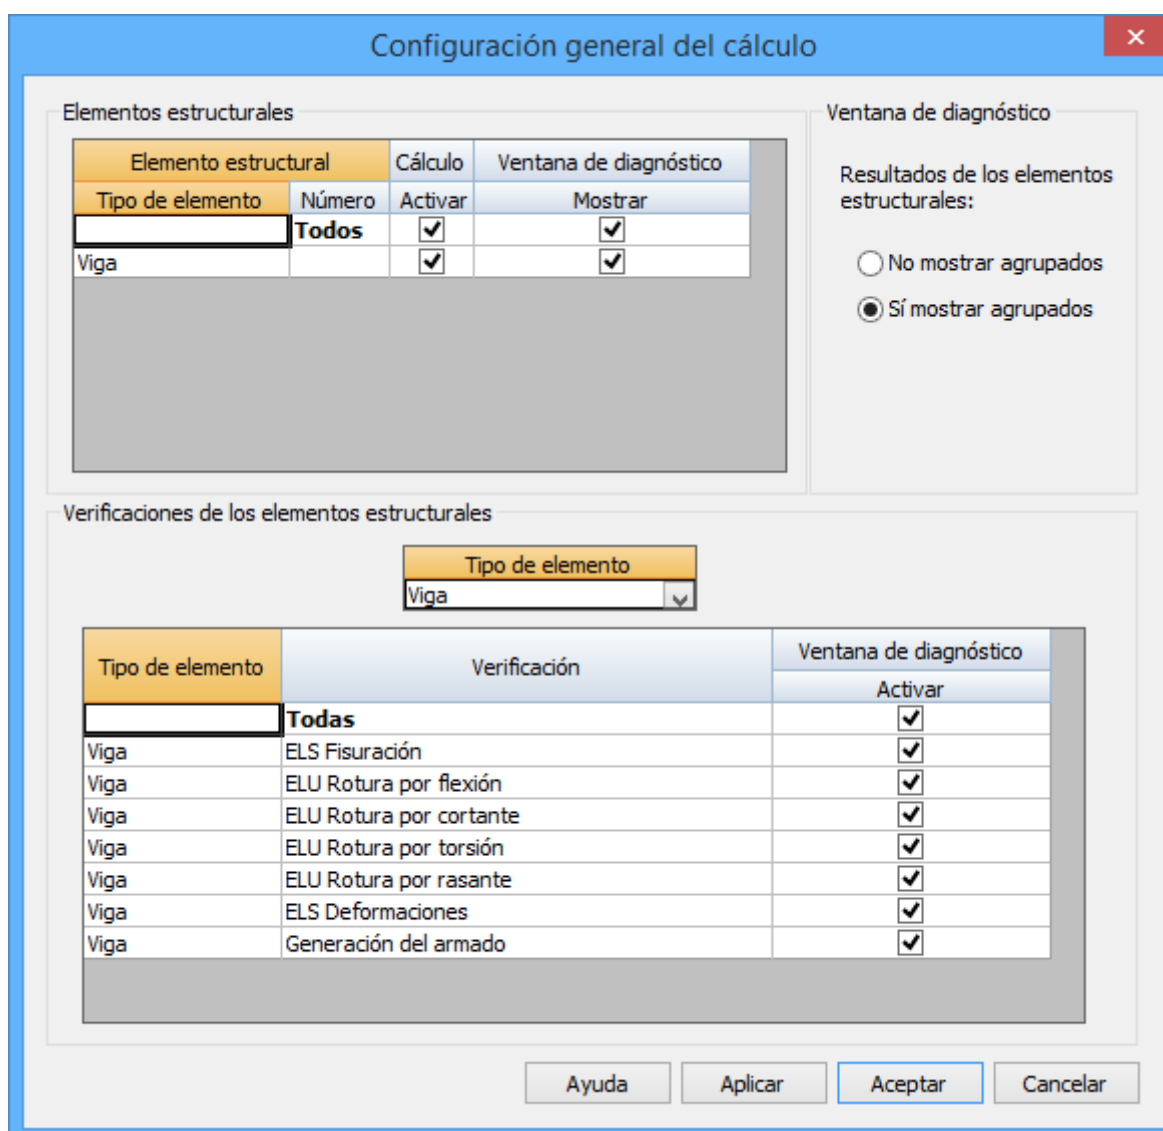 Configuración general del cálculo
Elementos estructurales
Elemento estructural Cálculo Ventana de diagnóstico
Tipo de elemento Número Activar Mostrar
Todos
Viga
Ventana de diagnóstico
Resultados de los elementos
estructurales:
No mostrar agrupados
Sí mostrar agrupados
Verificaciones de los elementos estructurales
Tipo de elemento
Viga
Tipo de elemento Verificación Ventana de diagnóstico
Activar
Todas
Viga ELS Fisuración
Viga ELU Rotura por flexión
Viga ELU Rotura por cortante
Viga ELU Rotura por torsión
Viga ELU Rotura por rasante
Viga ELS Deformaciones
Viga Generación del armado
Ayuda Aplicar Aceptar Cancelar